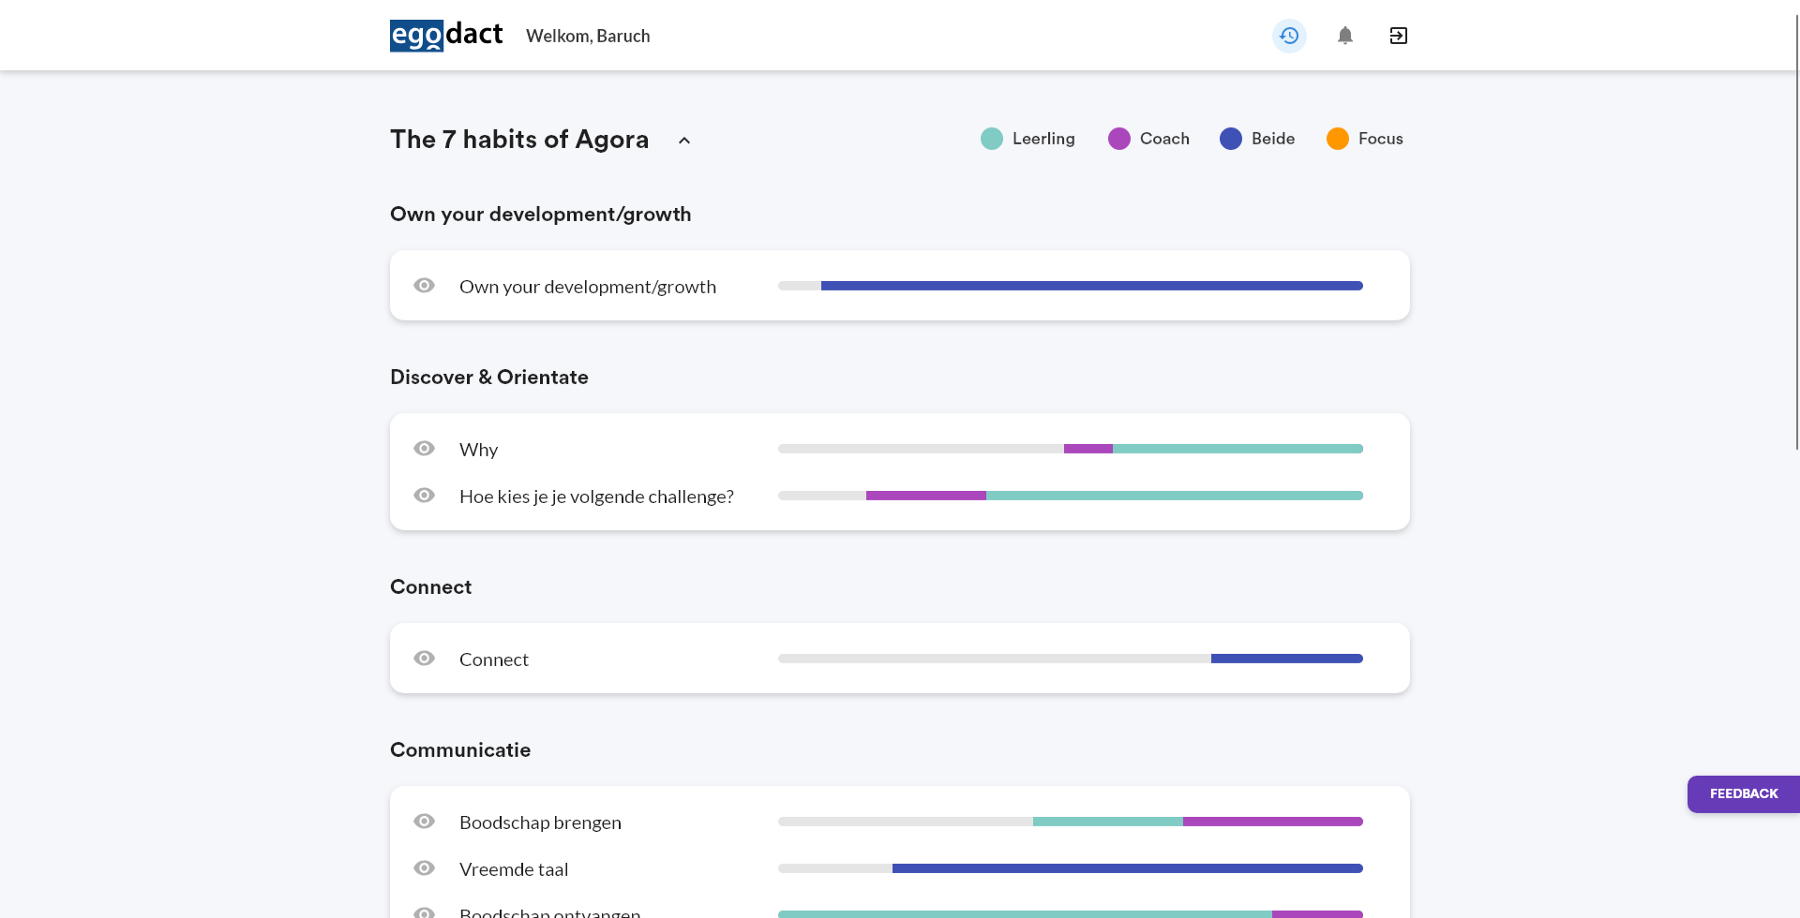 egodact Welkom, Baruch
The 7 habits of Agora
Leerling Coach Beide Focus
Own your development/growth
Own your development/growth
Discover & Orientate
Why
Hoe kies je je volgende challenge?
Connect
Connect
Communicatie
FEEDBACK
Boodschap brengen
Vreemde taal
Boodschap ontvangen